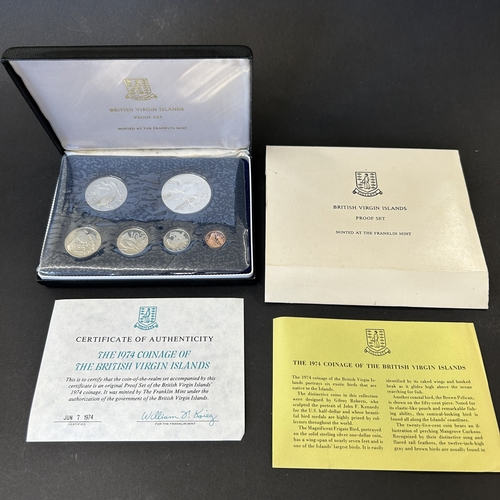 BRITISH VIRGIN ISLANDS
PROOF SET
MINTED AT THE FRANKLIN MINT
BRITISH VIRGIN ISLANDS
PROOF SET
MINTED AT THE FRANKLIN MINT
CERTIFICATE OF AUTHENTICITY
THE 1974 COINAGE OF
THE BRITISH VIRGIN ISLANDS
This is to certify that the coin-of-the-realm set accompanied by
certificate is an original Proof Set of the British Virgin Islands'
1974 coinage. It was minted by The Franklin Mint under the
authorization of the government of the British Virgin Islands.
JUN 7 1974
William F. Krieg
FOR THE FRANKLIN MINT
THE 1974 COINAGE OF THE BRITISH VIRGIN ISLANDS
The 1974 coinage of the British Virgin Is-
lands portrays six exotic birds that are
native to the Islands.
The distinctive coins in this collection
were designed by Gilroy Roberts, who
sculpted the portrait of John F. Kennedy
for the U.S. half-dollar and whose beauti-
ful bird medals are highly prized by col-
lectors throughout the world.
The Magnificent Frigate Bird, portrayed
on the solid sterling silver one-dollar coin,
has a wing-span of nearly seven feet and is
one of the Islands' largest birds. It is easily
identified by its raked wings and hooked
beak as it glides high above the ocean
searching for fish.
Another coastal bird, the Brown Pelican,
is shown on the fifty-cent piece. Noted for
its elastic-like pouch and remarkable fish-
ing ability, this comical-looking bird is
found all along the Islands' coastlines.
The twenty-five-cent coin bears an il-
lustration of perching Mangrove Cuckoos.
Recognized by their distinctive song and
flared tail feathers, the twelve-inch high
gray and brown birds are usually found in